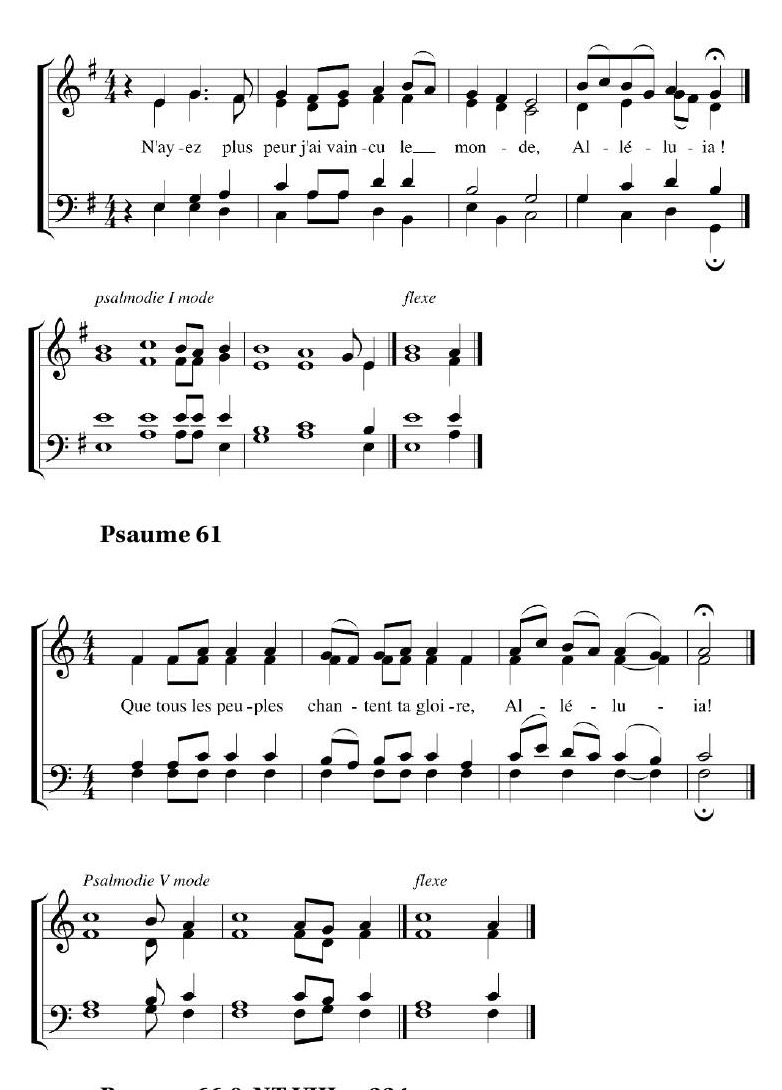 N'ay - ez plus peur j'ai vain - cu le__ mon - de, Al - lé - lu - ia !
psalmodie I mode flexe
Psaume 61
Que tous les peu - ples chan - tent ta gloi - re, Al - lé - lu - ia!
Psalmodie V mode flexe